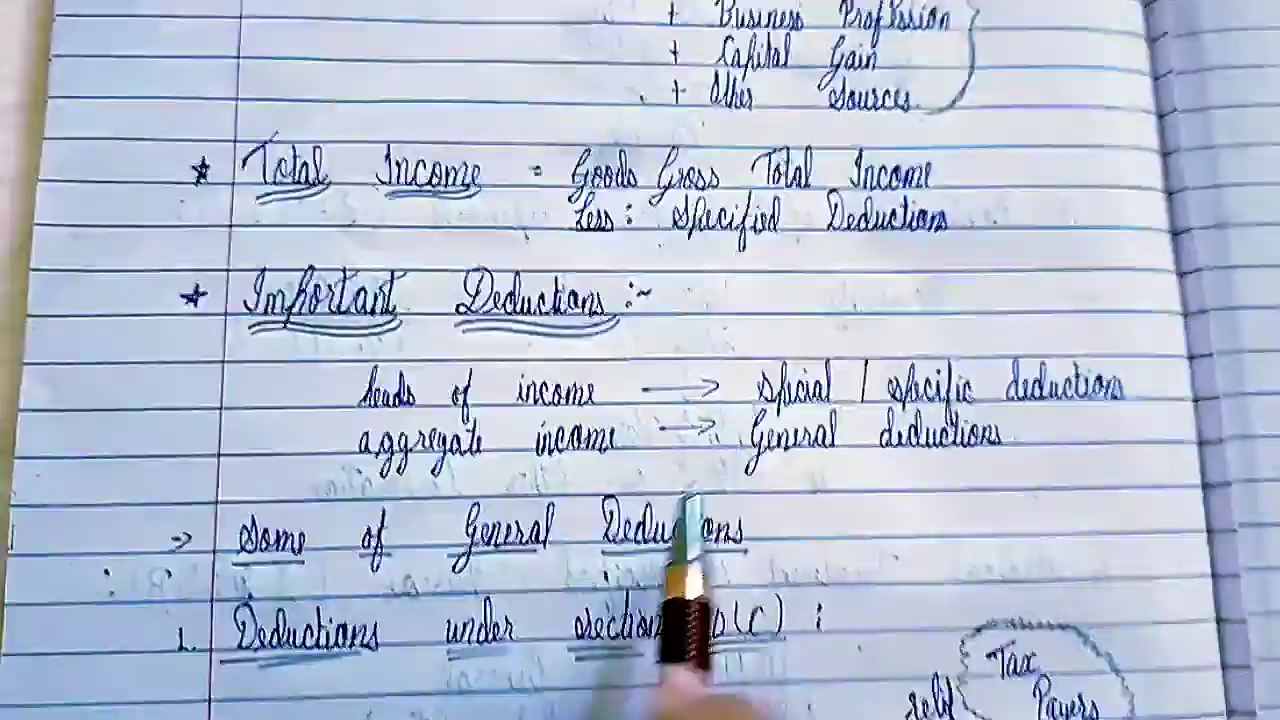 + Business Profession
+ Capital Gain
+ Other Sources
★ Total Income = Goods Gross Total Income
Less: Specified Deductions
★ Important Deductions :~
heads of income → special / specific deductions
aggregate income → General deductions
⇒ Some of General Deductions
1. Deductions under section (C) :
Tax
Payers